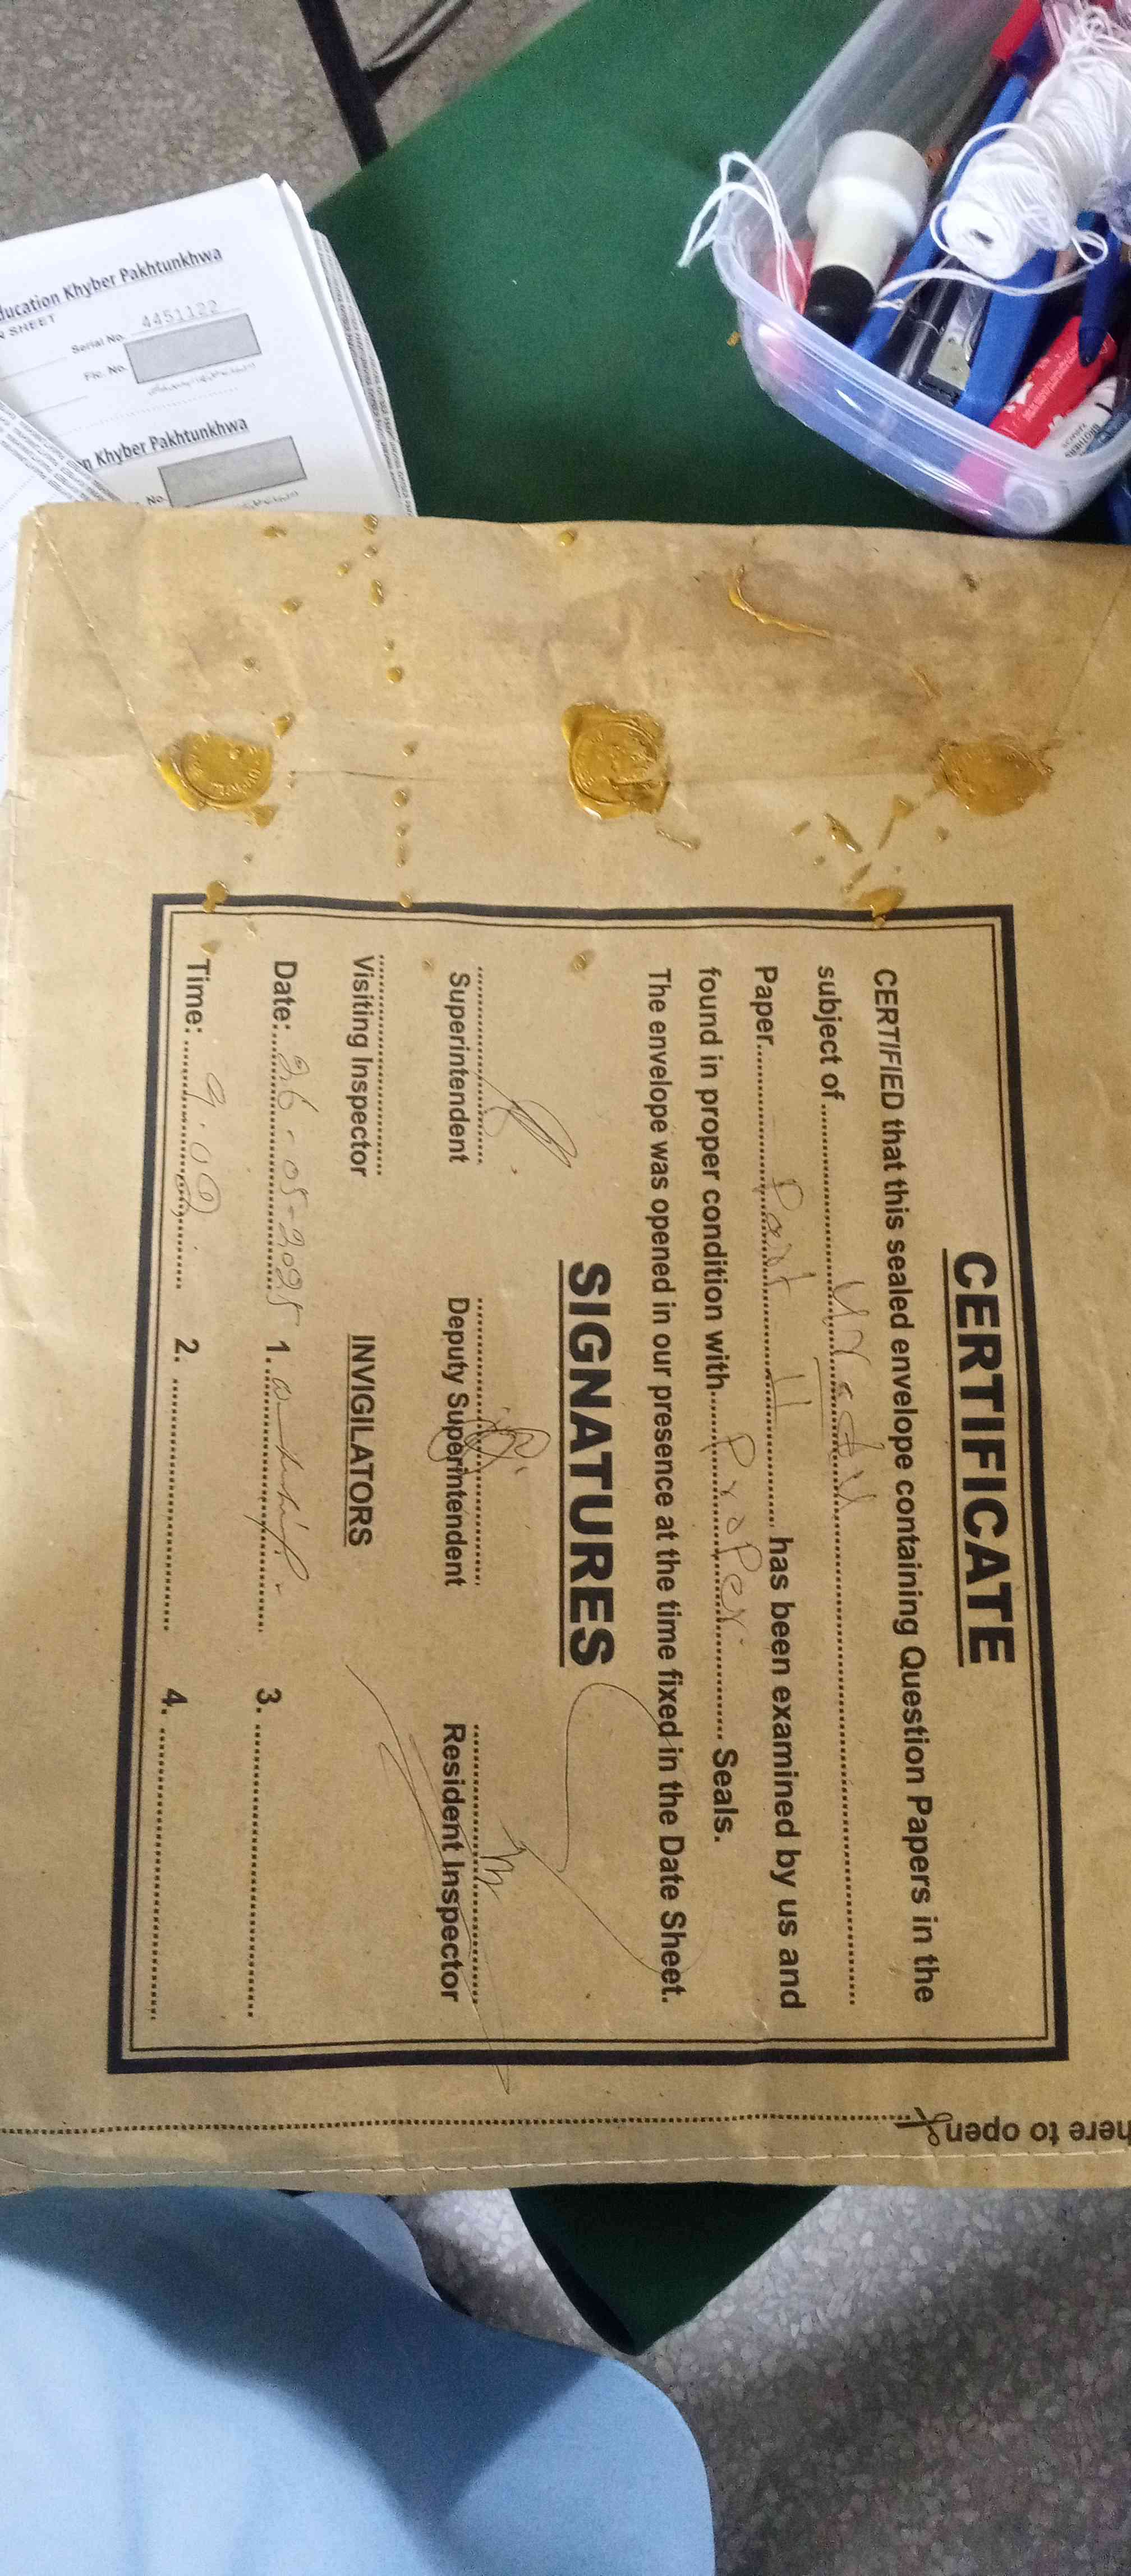 ducation Khyber Pakhtunkhwa
SHEET
Serial No. 4451122
Fic. No.
n Khyber Pakhtunkhwa
No.
CERTIFICATE
CERTIFIED that this sealed envelope containing Question Papers in the
subject of.......... Urdu ..........
Paper.......... Part II .......... has been examined by us and
found in proper condition with.......... Proper .......... Seals.
The envelope was opened in our presence at the time fixed in the Date Sheet.
SIGNATURES
Superintendent Deputy Superintendent Resident Inspector
Visiting Inspector INVIGILATORS
Date: 26-05-2025 1. .......... 3. ..........
Time: 9.00 2. .......... 4. ..........
here to open